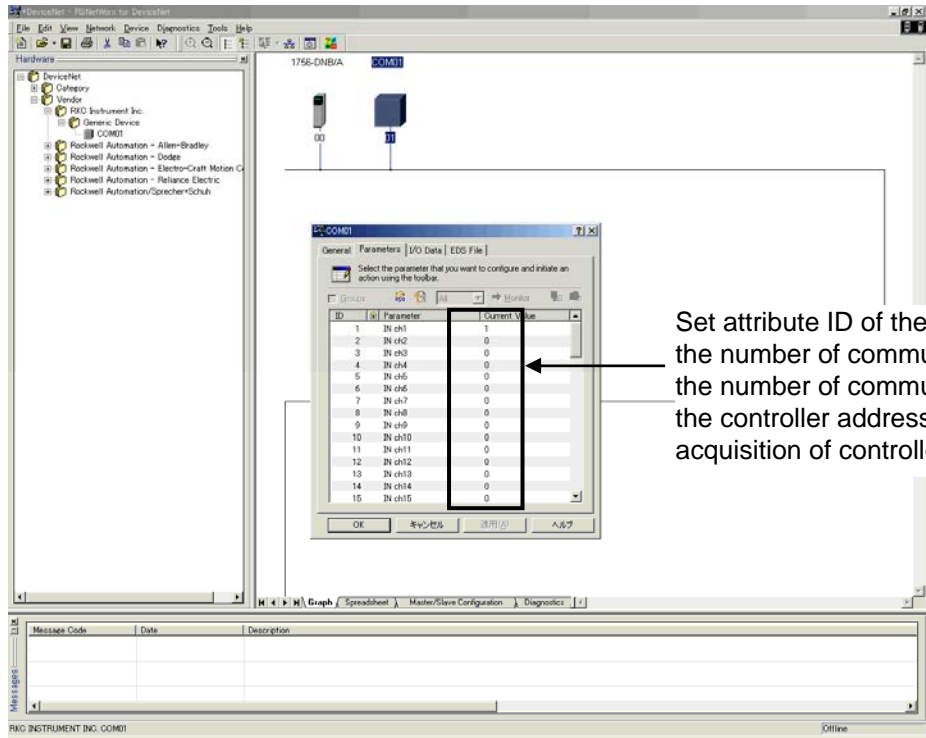 DeviceNet - RSNetWorx for DeviceNet
File Edit View Network Device Diagnostics Tools Help
Hardware
DeviceNet
Category
Vendor
RKC Instrument Inc.
Generic Device
COM01
Rockwell Automation - Allen-Bradley
Rockwell Automation - Dodge
Rockwell Automation - Electro-Craft Motion C
Rockwell Automation - Reliance Electric
Rockwell Automation/Sprecher+Schuh
1756-DNB/A COM01
00 01
COM01
General Parameters I/O Data EDS File
Select the parameter that you want to configure and initiate an
action using the toolbar.
Groups All Monitor
ID Parameter Current Value
1 IN ch1 1
2 IN ch2 0
3 IN ch3 0
4 IN ch4 0
5 IN ch5 0
6 IN ch6 0
7 IN ch7 0
8 IN ch8 0
9 IN ch9 0
10 IN ch10 0
11 IN ch11 0
12 IN ch12 0
13 IN ch13 0
14 IN ch14 0
15 IN ch15 0
OK キャンセル 適用(A) ヘルプ
Set attribute ID of the
the number of commu
the number of commu
the controller address
acquisition of controll
Graph Spreadsheet Master/Slave Configuration Diagnostics
Message Code Date Description
Messages
RKC INSTRUMENT INC. COM01 Offline